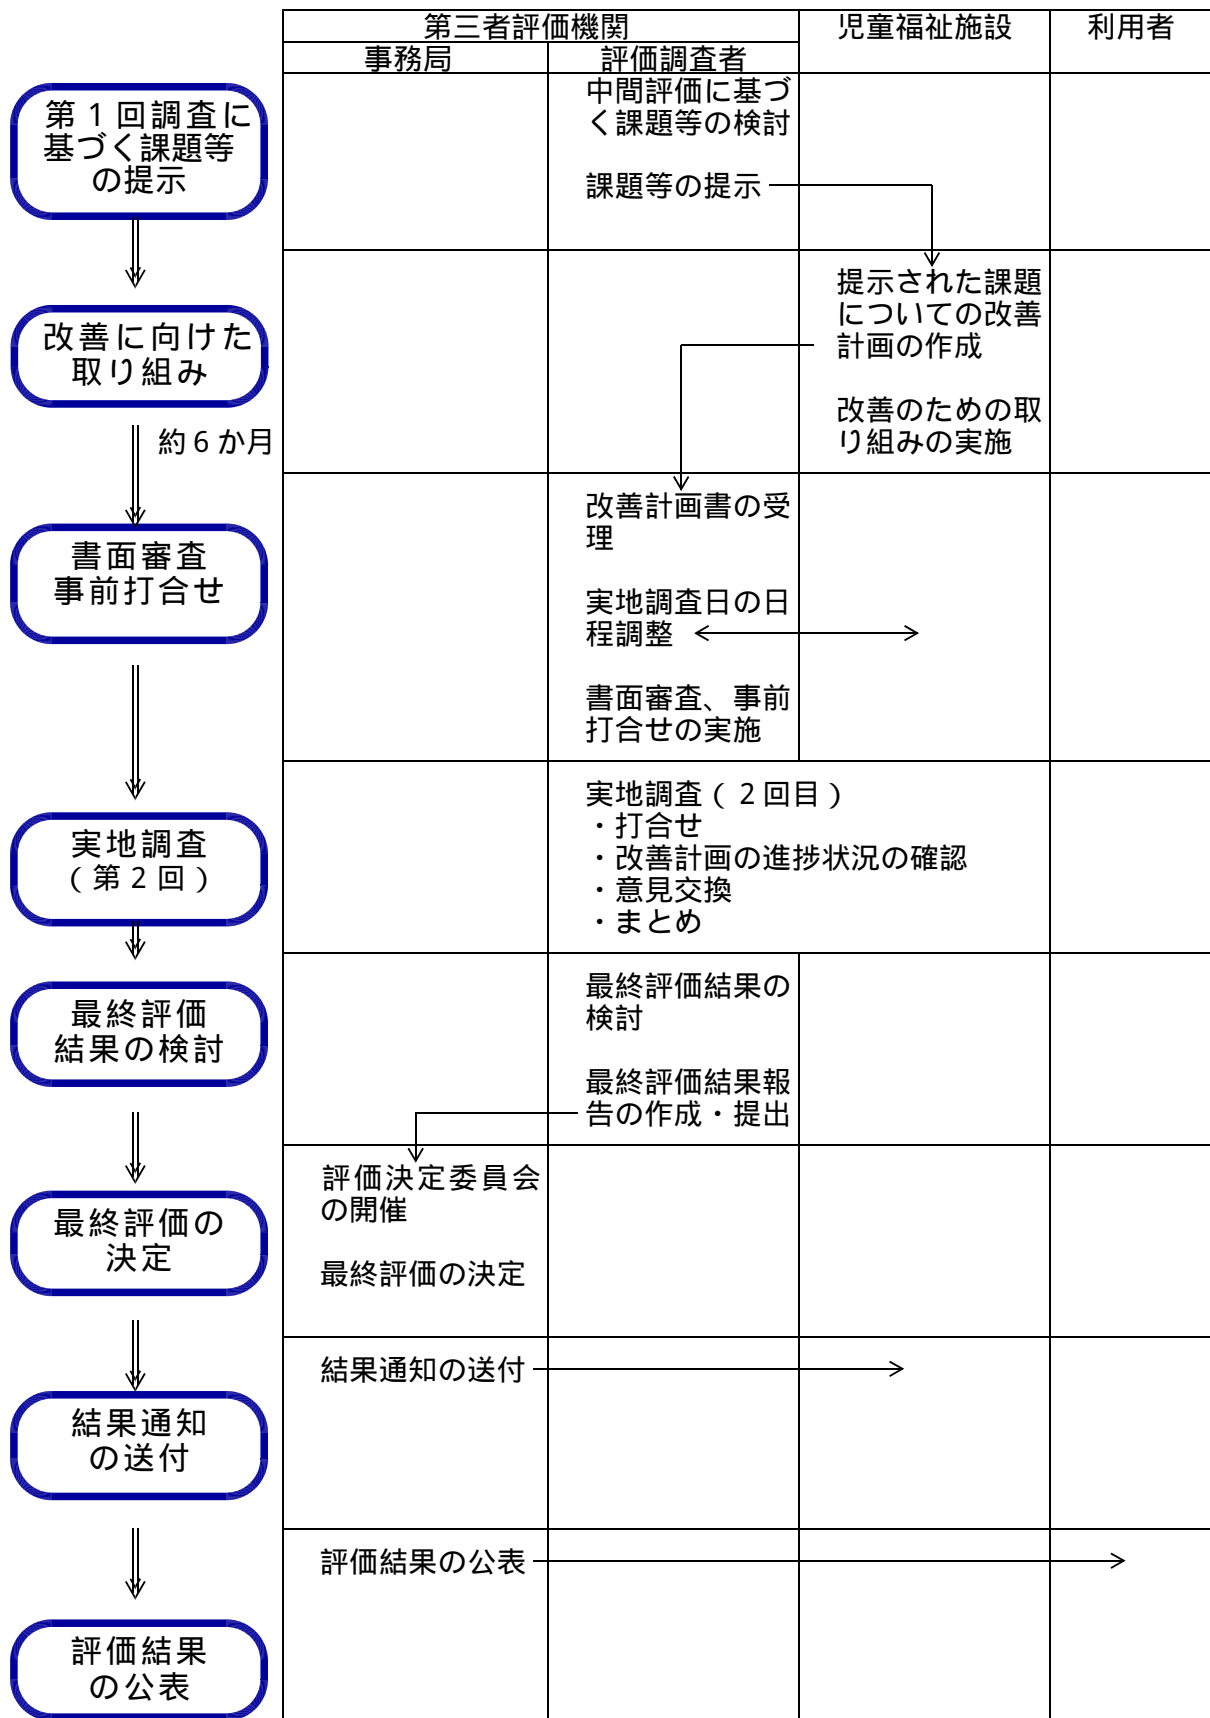 第三者評価機関
児童福祉施設
利用者
事務局
評価調査者
第1回調査に
基づく課題等
の提示
中間評価に基づ
く課題等の検討
課題等の提示
改善に向けた
取り組み
約6か月
提示された課題
についての改善
計画の作成
改善のための取
り組みの実施
書面審査
事前打合せ
改善計画書の受
理
実地調査日の日
程調整
書面審査、事前
打合せの実施
実地調査
(第2回)
実地調査(2回目)
・打合せ
・改善計画の進捗状況の確認
・意見交換
・まとめ
最終評価
結果の検討
最終評価結果の
検討
最終評価結果報
告の作成・提出
最終評価の
決定
評価決定委員会
の開催
最終評価の決定
結果通知
の送付
結果通知の送付
評価結果
の公表
評価結果の公表